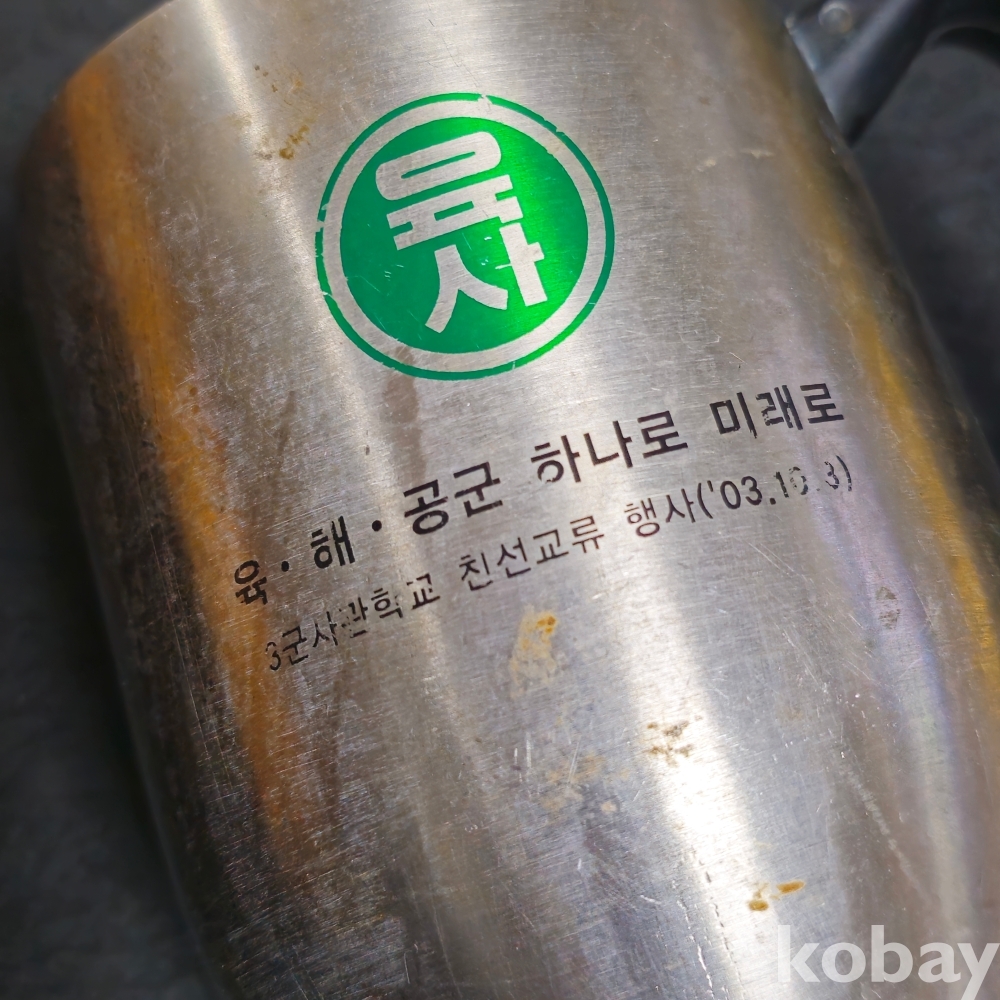 육사
육·해·공군 하나로 미래로
3군사관학교 친선교류 행사('03.10.3)
kobay